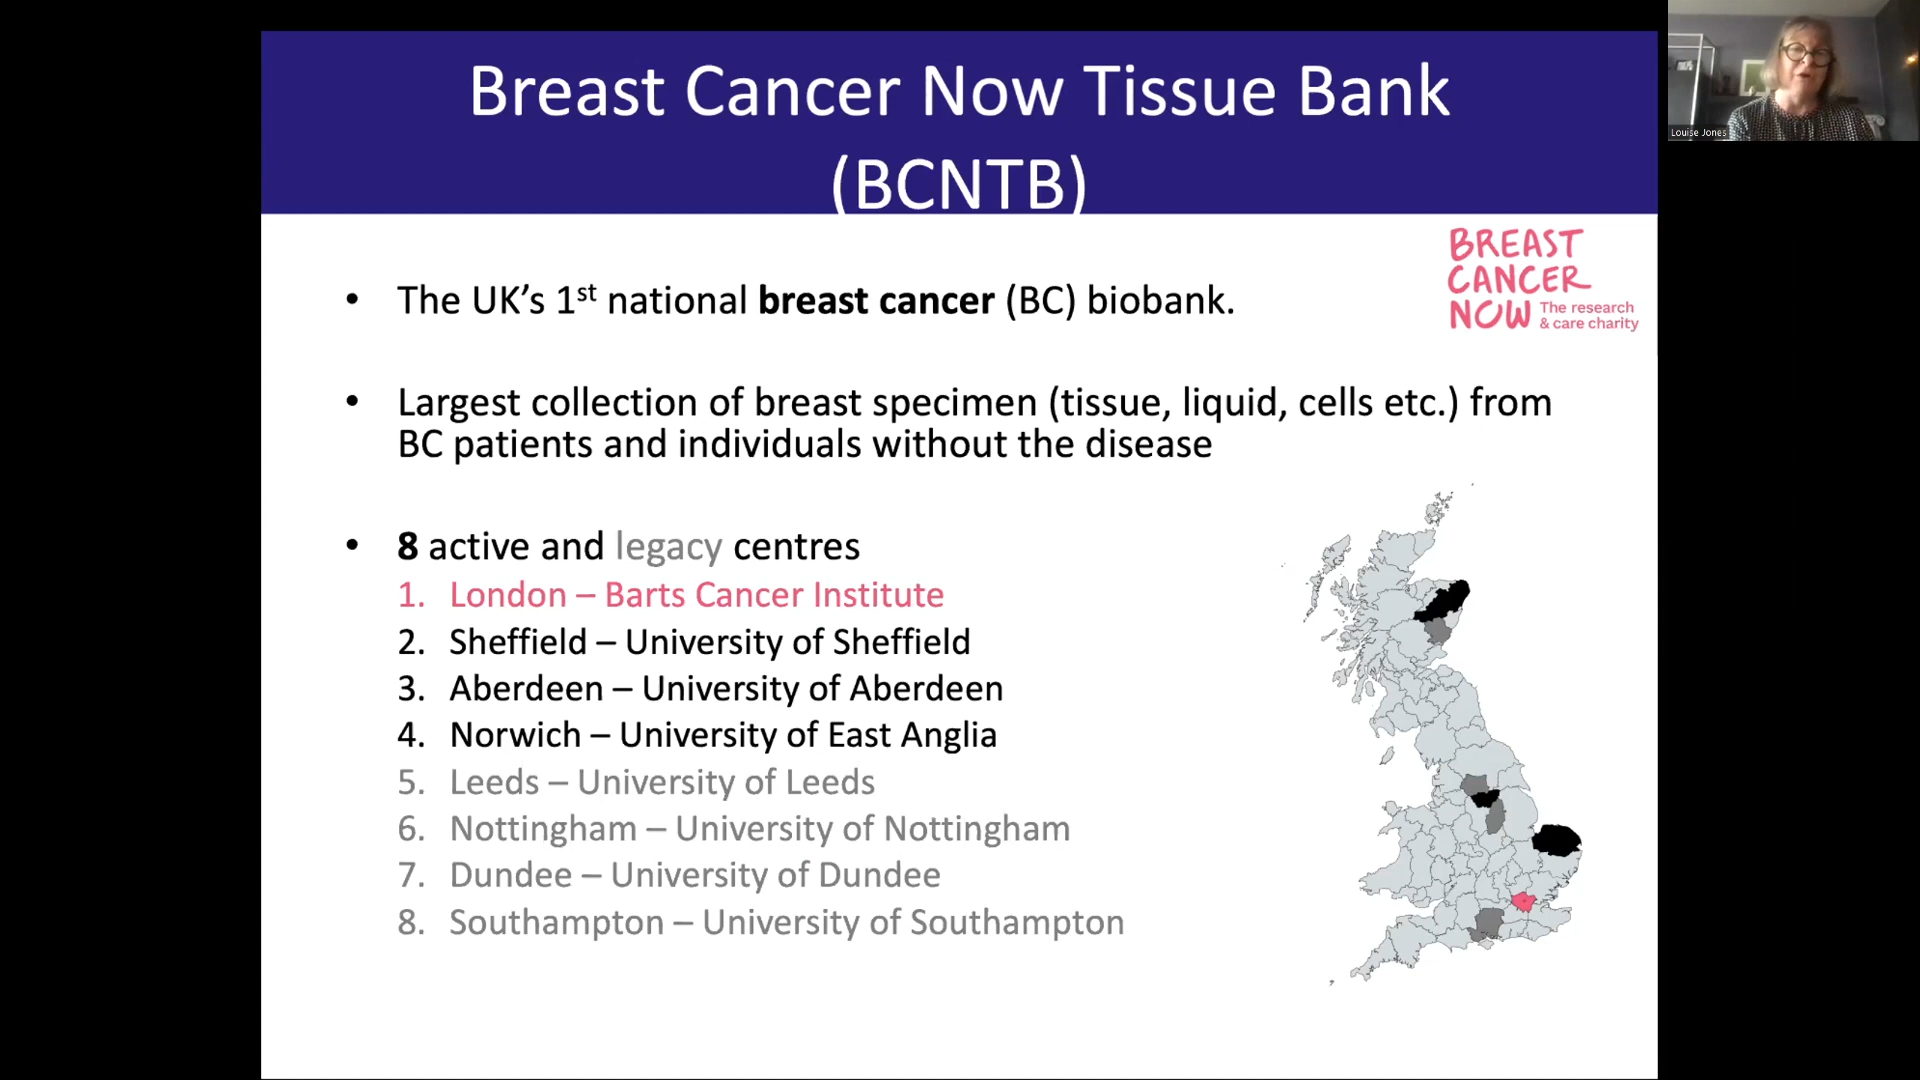 Breast Cancer Now Tissue Bank
(BCNTB)
Louise Jones
BREAST
CANCER
NOW The research
& care charity
• The UK's 1st national breast cancer (BC) biobank.
• Largest collection of breast specimen (tissue, liquid, cells etc.) from
BC patients and individuals without the disease
• 8 active and legacy centres
1. London – Barts Cancer Institute
2. Sheffield – University of Sheffield
3. Aberdeen – University of Aberdeen
4. Norwich – University of East Anglia
5. Leeds – University of Leeds
6. Nottingham – University of Nottingham
7. Dundee – University of Dundee
8. Southampton – University of Southampton